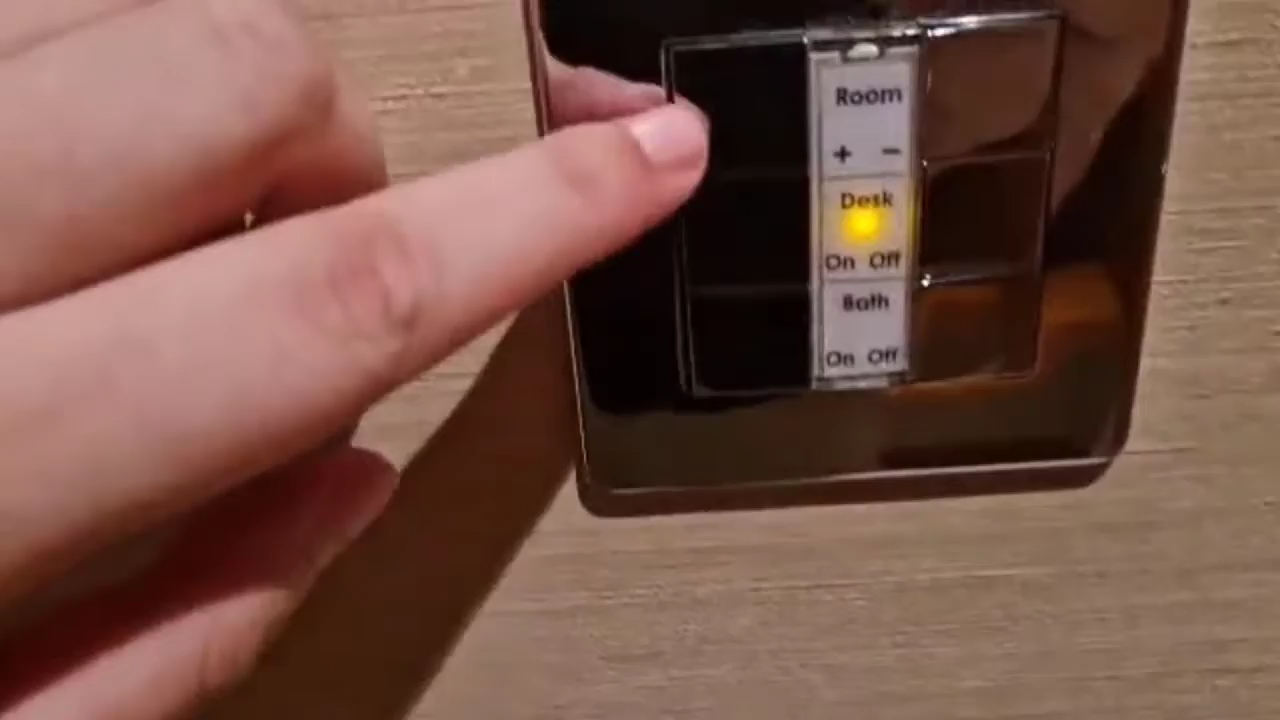 Room
+ −
Desk
On Off
Bath
On Off